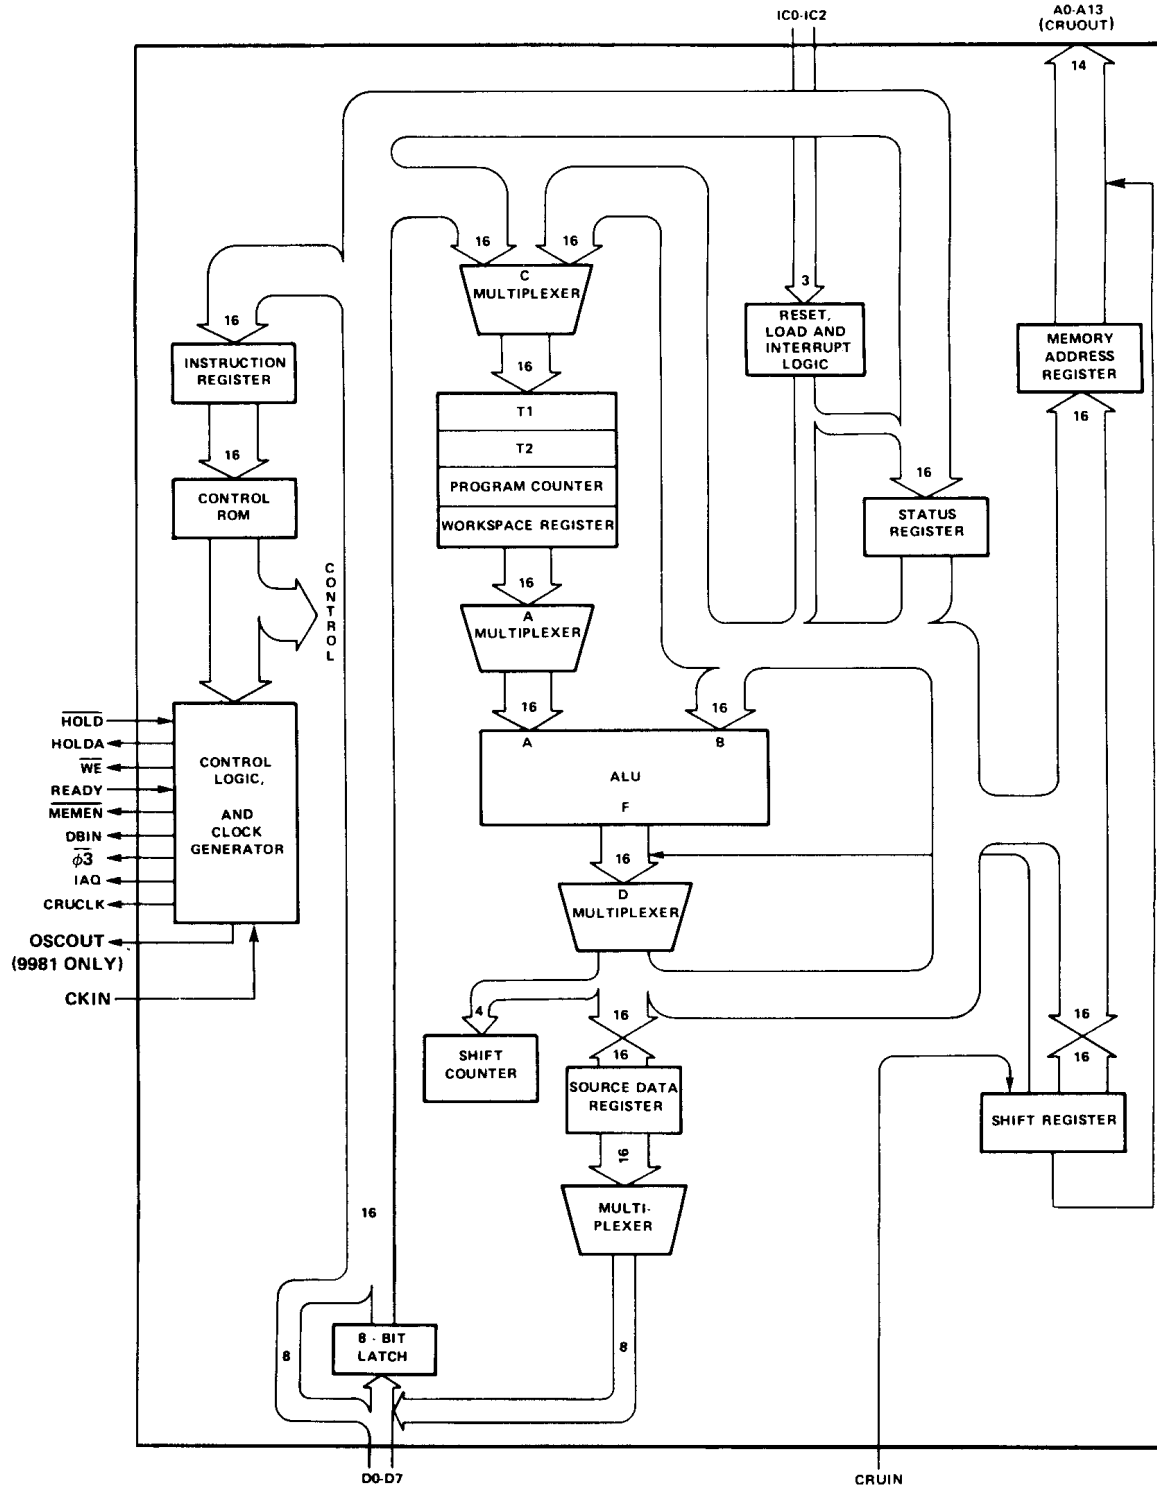 IC0-IC2
A0-A13
(CRUOUT)
14
16
16
C
MULTIPLEXER
3
RESET,
LOAD AND
INTERRUPT
LOGIC
MEMORY
ADDRESS
REGISTER
16
16
INSTRUCTION
REGISTER
16
T1
T2
PROGRAM COUNTER
WORKSPACE REGISTER
16
CONTROL
ROM
16
STATUS
REGISTER
CONTROL
16
A
MULTIPLEXER
16
16
A
B
ALU
F
HOLD
HOLDA
WE
READY
MEMEN
DBIN
φ3
IAQ
CRUCLK
CONTROL
LOGIC,
AND
CLOCK
GENERATOR
OSCOUT
(9981 ONLY)
CKIN
16
D
MULTIPLEXER
4
SHIFT
COUNTER
16
16
SOURCE DATA
REGISTER
16
16
16
SHIFT REGISTER
MULTI-
PLEXER
16
8
8 - BIT
LATCH
8
D0-D7
CRUIN